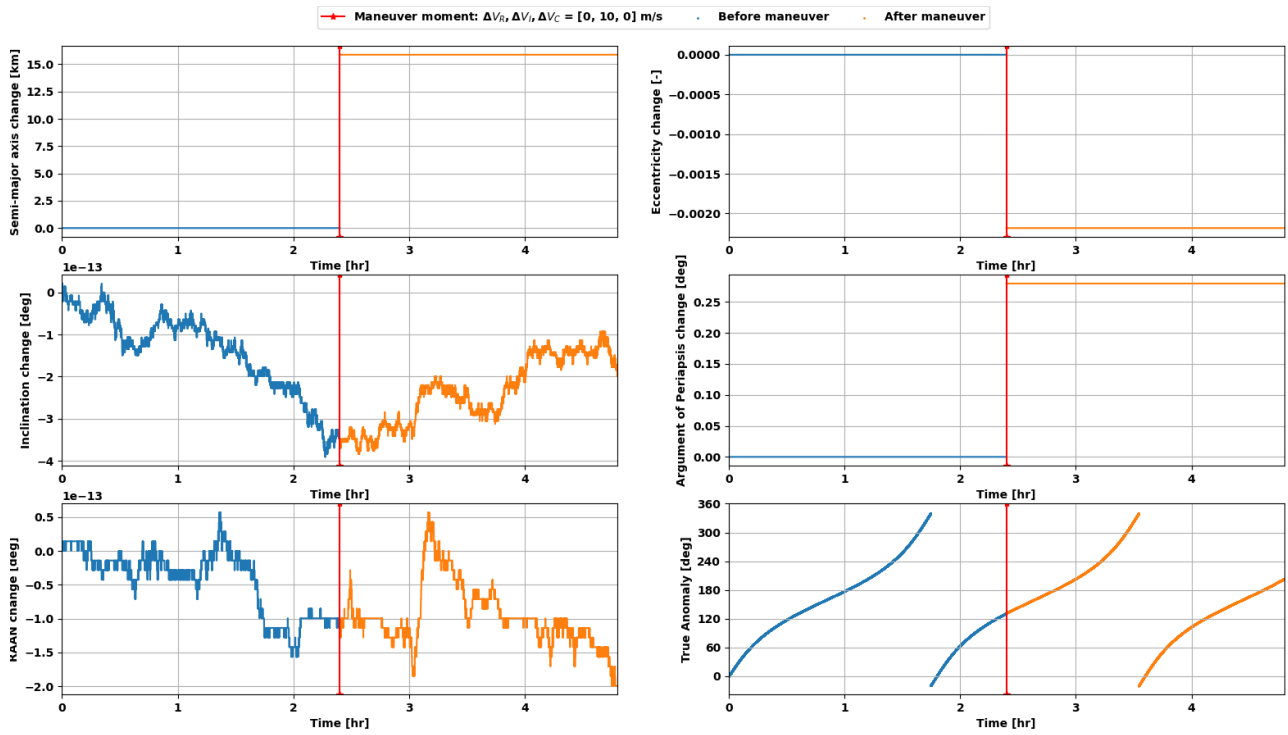 Maneuver moment: ΔV_R, ΔV_I, ΔV_C = [0, 10, 0] m/s Before maneuver After maneuver
Semi-major axis change [km]
15.0
12.5
10.0
7.5
5.0
2.5
0.0
0 1 2 3 4
Time [hr]
Eccentricity change [-]
0.0000
−0.0005
−0.0010
−0.0015
−0.0020
0 1 2 3 4
Time [hr]
1e−13
Inclination change [deg]
0
−1
−2
−3
−4
0 1 2 3 4
Time [hr]
Argument of Periapsis change [deg]
0.25
0.20
0.15
0.10
0.05
0.00
0 1 2 3 4
Time [hr]
1e−13
RAAN change [deg]
0.5
0.0
−0.5
−1.0
−1.5
−2.0
0 1 2 3 4
Time [hr]
True Anomaly [deg]
360
300
240
180
120
60
0
0 1 2 3 4
Time [hr]